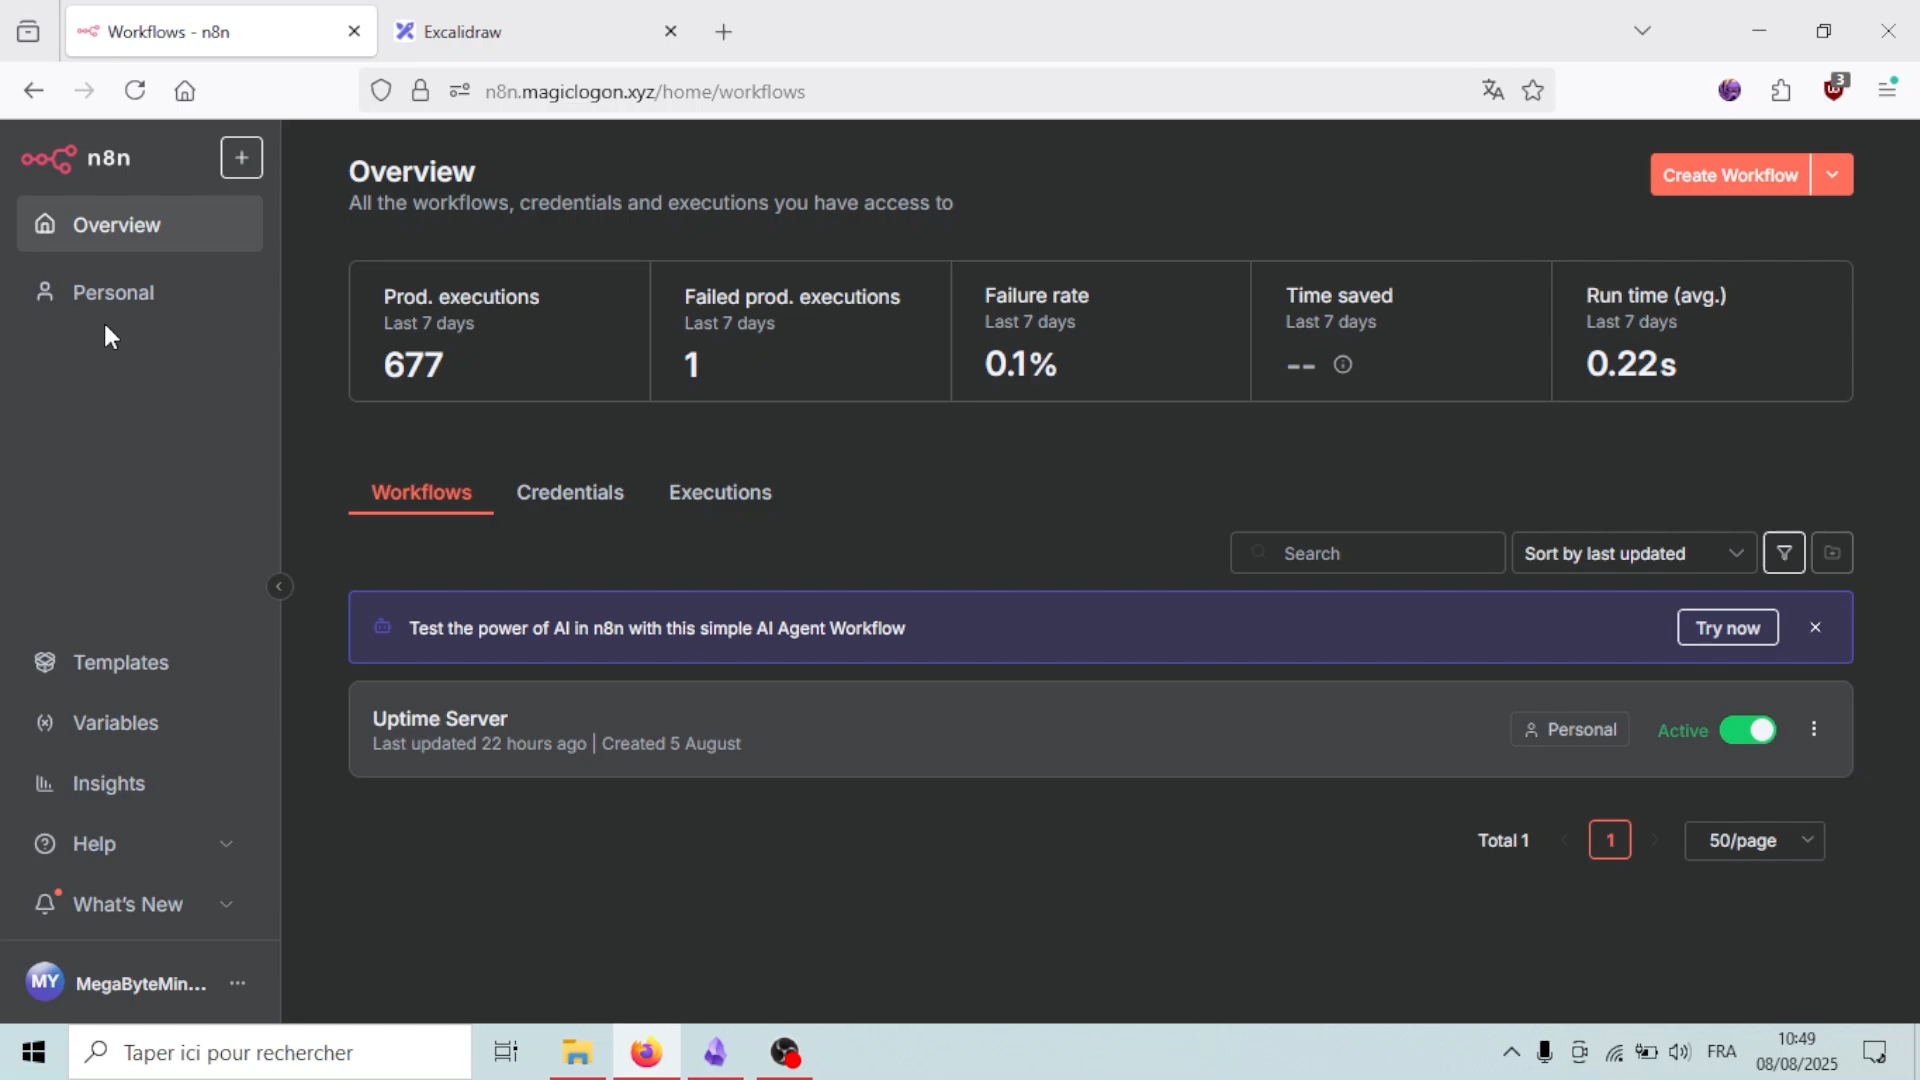 Workflows - n8n
Excalidraw
n8n.magiclogon.xyz/home/workflows
3
n8n
Overview
Personal
Templates
Variables
Insights
Help
What's New
MY
MegaByteMin...
Overview
All the workflows, credentials and executions you have access to
Create Workflow
Prod. executions
Last 7 days
677
Failed prod. executions
Last 7 days
1
Failure rate
Last 7 days
0.1%
Time saved
Last 7 days
--
Run time (avg.)
Last 7 days
0.22s
Workflows
Credentials
Executions
Search
Sort by last updated
Test the power of AI in n8n with this simple AI Agent Workflow
Try now
Uptime Server
Last updated 22 hours ago | Created 5 August
Personal
Active
Total 1
1
50/page
Taper ici pour rechercher
FRA
10:49
08/08/2025